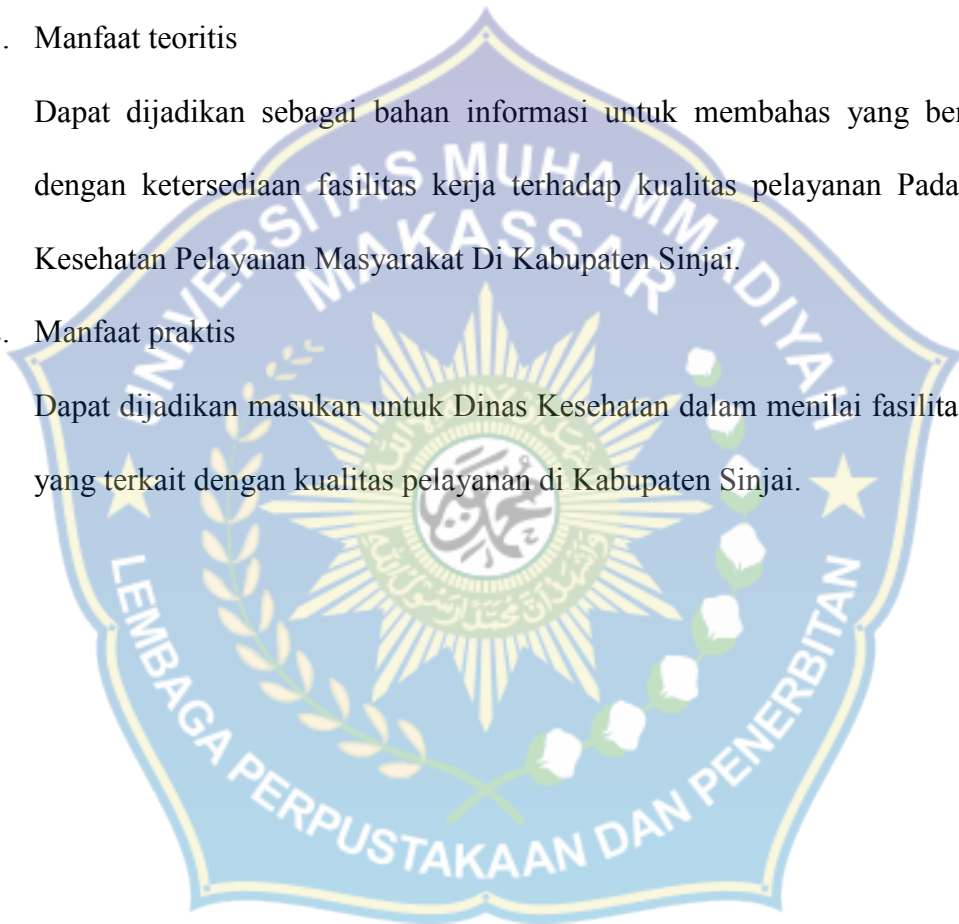 . Manfaat teoritis
Dapat dijadikan sebagai bahan informasi untuk membahas yang
dengan ketersediaan fasilitas kerja terhadap kualitas pelayanan Pada
Kesehatan Pelayanan Masyarakat Di Kabupaten Sinjai.
. Manfaat praktis
Dapat dijadikan masukan untuk Dinas Kesehatan dalam menilai
yang terkait dengan kualitas pelayanan di Kabupaten Sinjai.
UNIVERSITAS MUHAMMADIYAH
MAKASSAR
LEMBAGA PERPUSTAKAAN DAN PENERBITAN